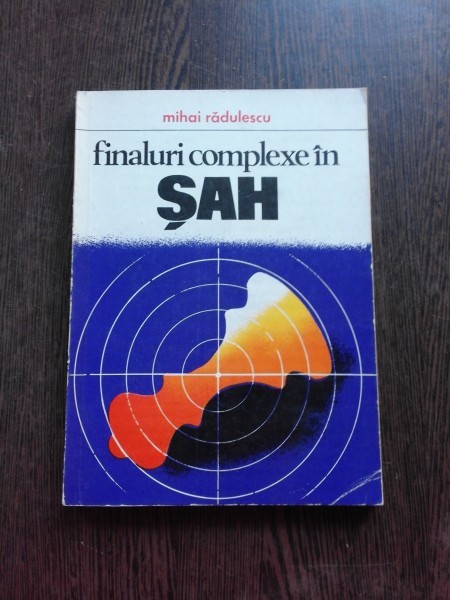 mihai rădulescu
finaluri complexe în
ŞAH